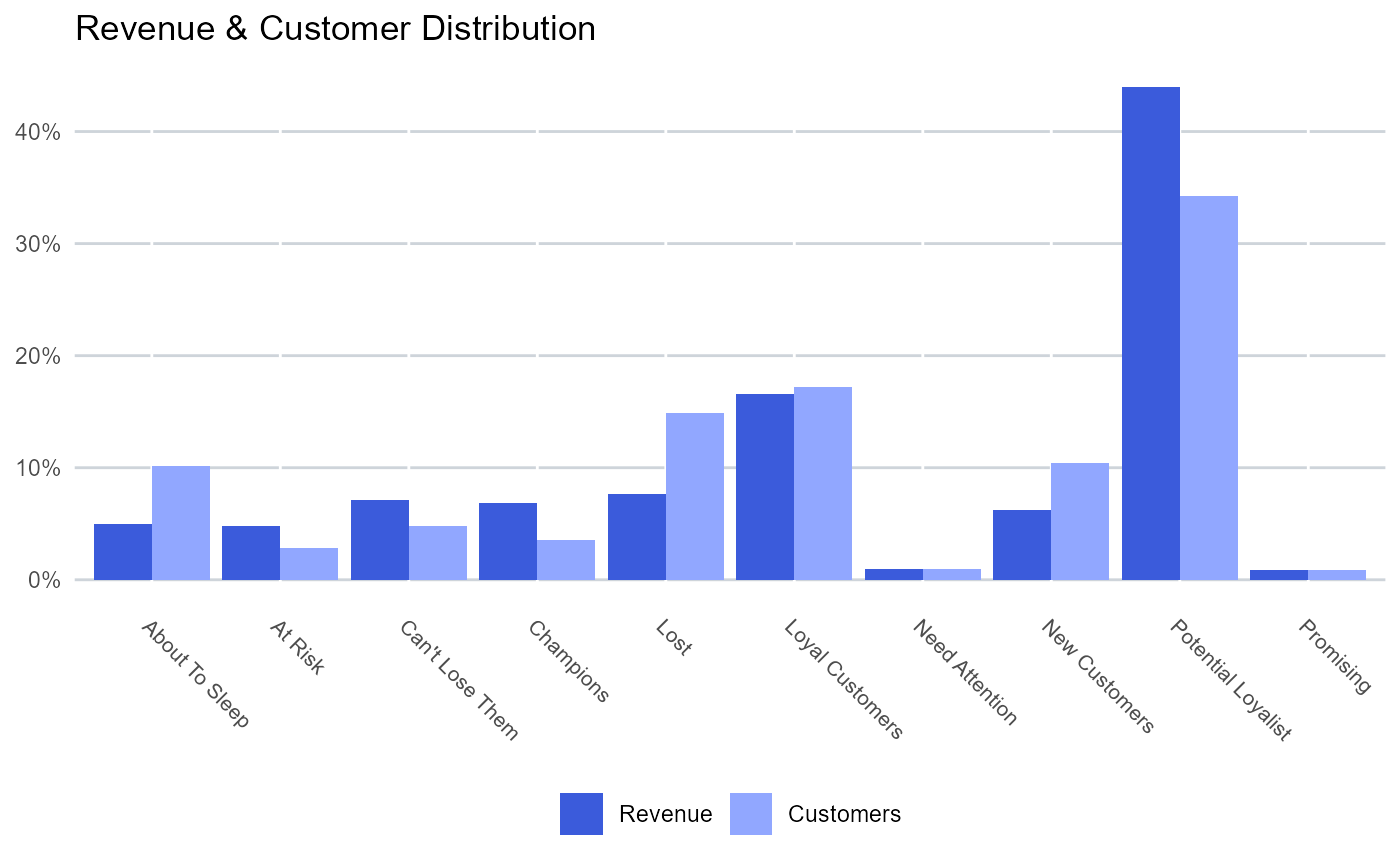 Revenue & Customer Distribution
40%
30%
20%
10%
0%
About To Sleep
At Risk
Can't Lose Them
Champions
Lost
Loyal Customers
Need Attention
New Customers
Potential Loyalist
Promising
Revenue
Customers